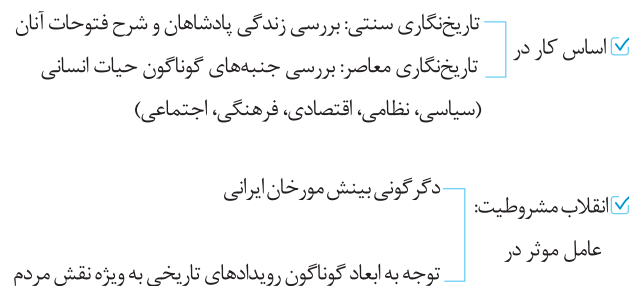 اساس کار در
تاریخ‌نگاری سنتی: بررسی زندگی پادشاهان و شرح فتوحات آنان
تاریخ‌نگاری معاصر: بررسی جنبه‌های گوناگون حیات انسانی
(سیاسی، نظامی، اقتصادی، فرهنگی، اجتماعی)
انقلاب مشروطیت:
عامل موثر در
دگرگونی بینش مورخان ایرانی
توجه به ابعاد گوناگون رویدادهای تاریخی به ویژه نقش مردم